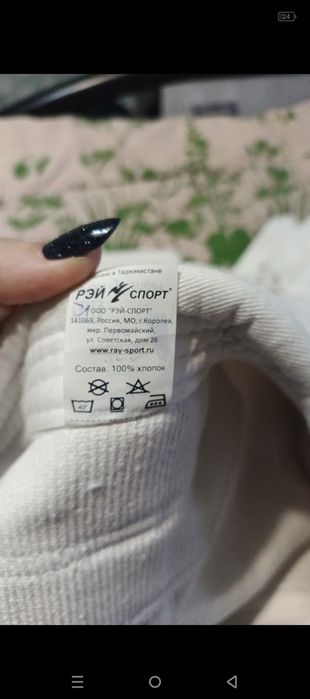 24
в Таджикистане
РЭЙ СПОРТ
ООО "РЭЙ-СПОРТ"
141069, Россия, МО, г.Королев,
мкр. Первомайский,
ул. Советская, дом 26
www.ray-sport.ru
Состав: 100% хлопок
40°